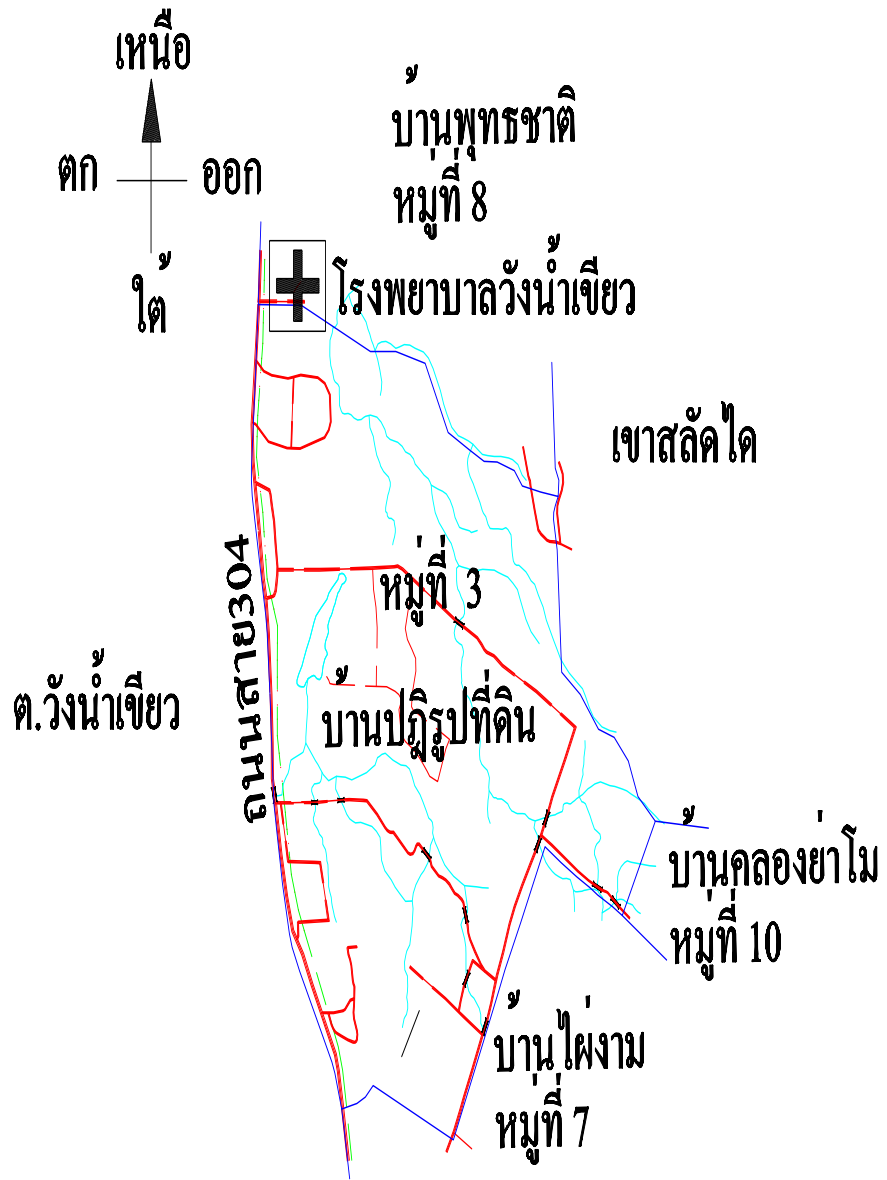 เหนือ
ตก
ออก
ใต้
บ้านพุทธชาติ
หมู่ที่ 8
โรงพยาบาลวังน้ำเขียว
เขาสลัดได
ถนนสาย304
หมู่ที่ 3
ต.วังน้ำเขียว
บ้านปฎิรูปที่ดิน
บ้านคลองย่าโม
หมู่ที่ 10
บ้านไผ่งาม
หมู่ที่ 7